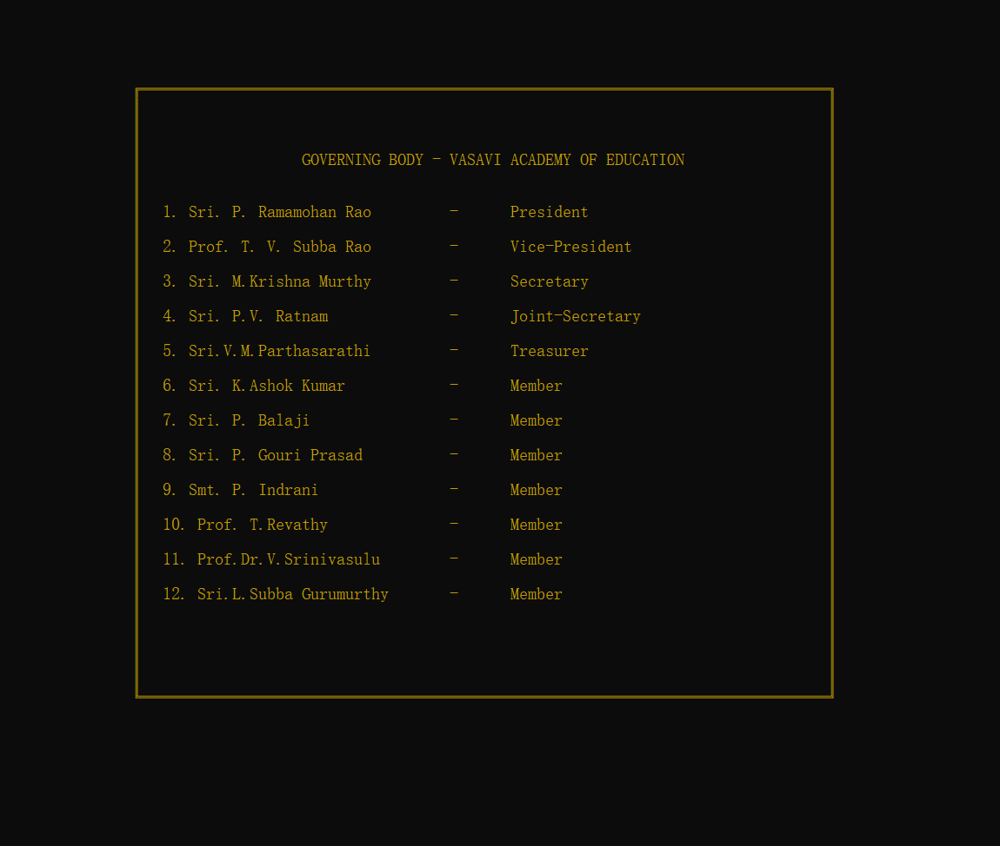 GOVERNING BODY - VASAVI ACADEMY OF EDUCATION
1. Sri. P. Ramamohan Rao - President
2. Prof. T. V. Subba Rao - Vice-President
3. Sri. M.Krishna Murthy - Secretary
4. Sri. P.V. Ratnam - Joint-Secretary
5. Sri.V.M.Parthasarathi - Treasurer
6. Sri. K.Ashok Kumar - Member
7. Sri. P. Balaji - Member
8. Sri. P. Gouri Prasad - Member
9. Smt. P. Indrani - Member
10. Prof. T.Revathy - Member
11. Prof.Dr.V.Srinivasulu - Member
12. Sri.L.Subba Gurumurthy - Member